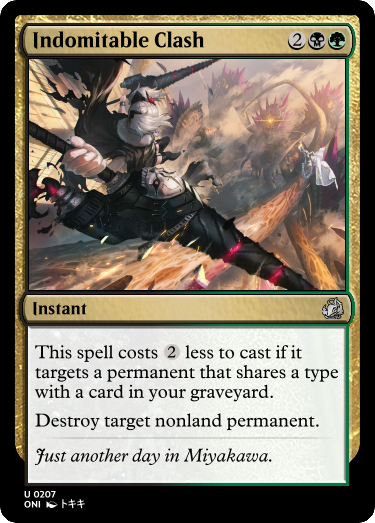 Indomitable Clash 2
Instant
This spell costs 2 less to cast if it
targets a permanent that shares a type
with a card in your graveyard.
Destroy target nonland permanent.
Just another day in Miyakawa.
U 0207
ONI トキキ